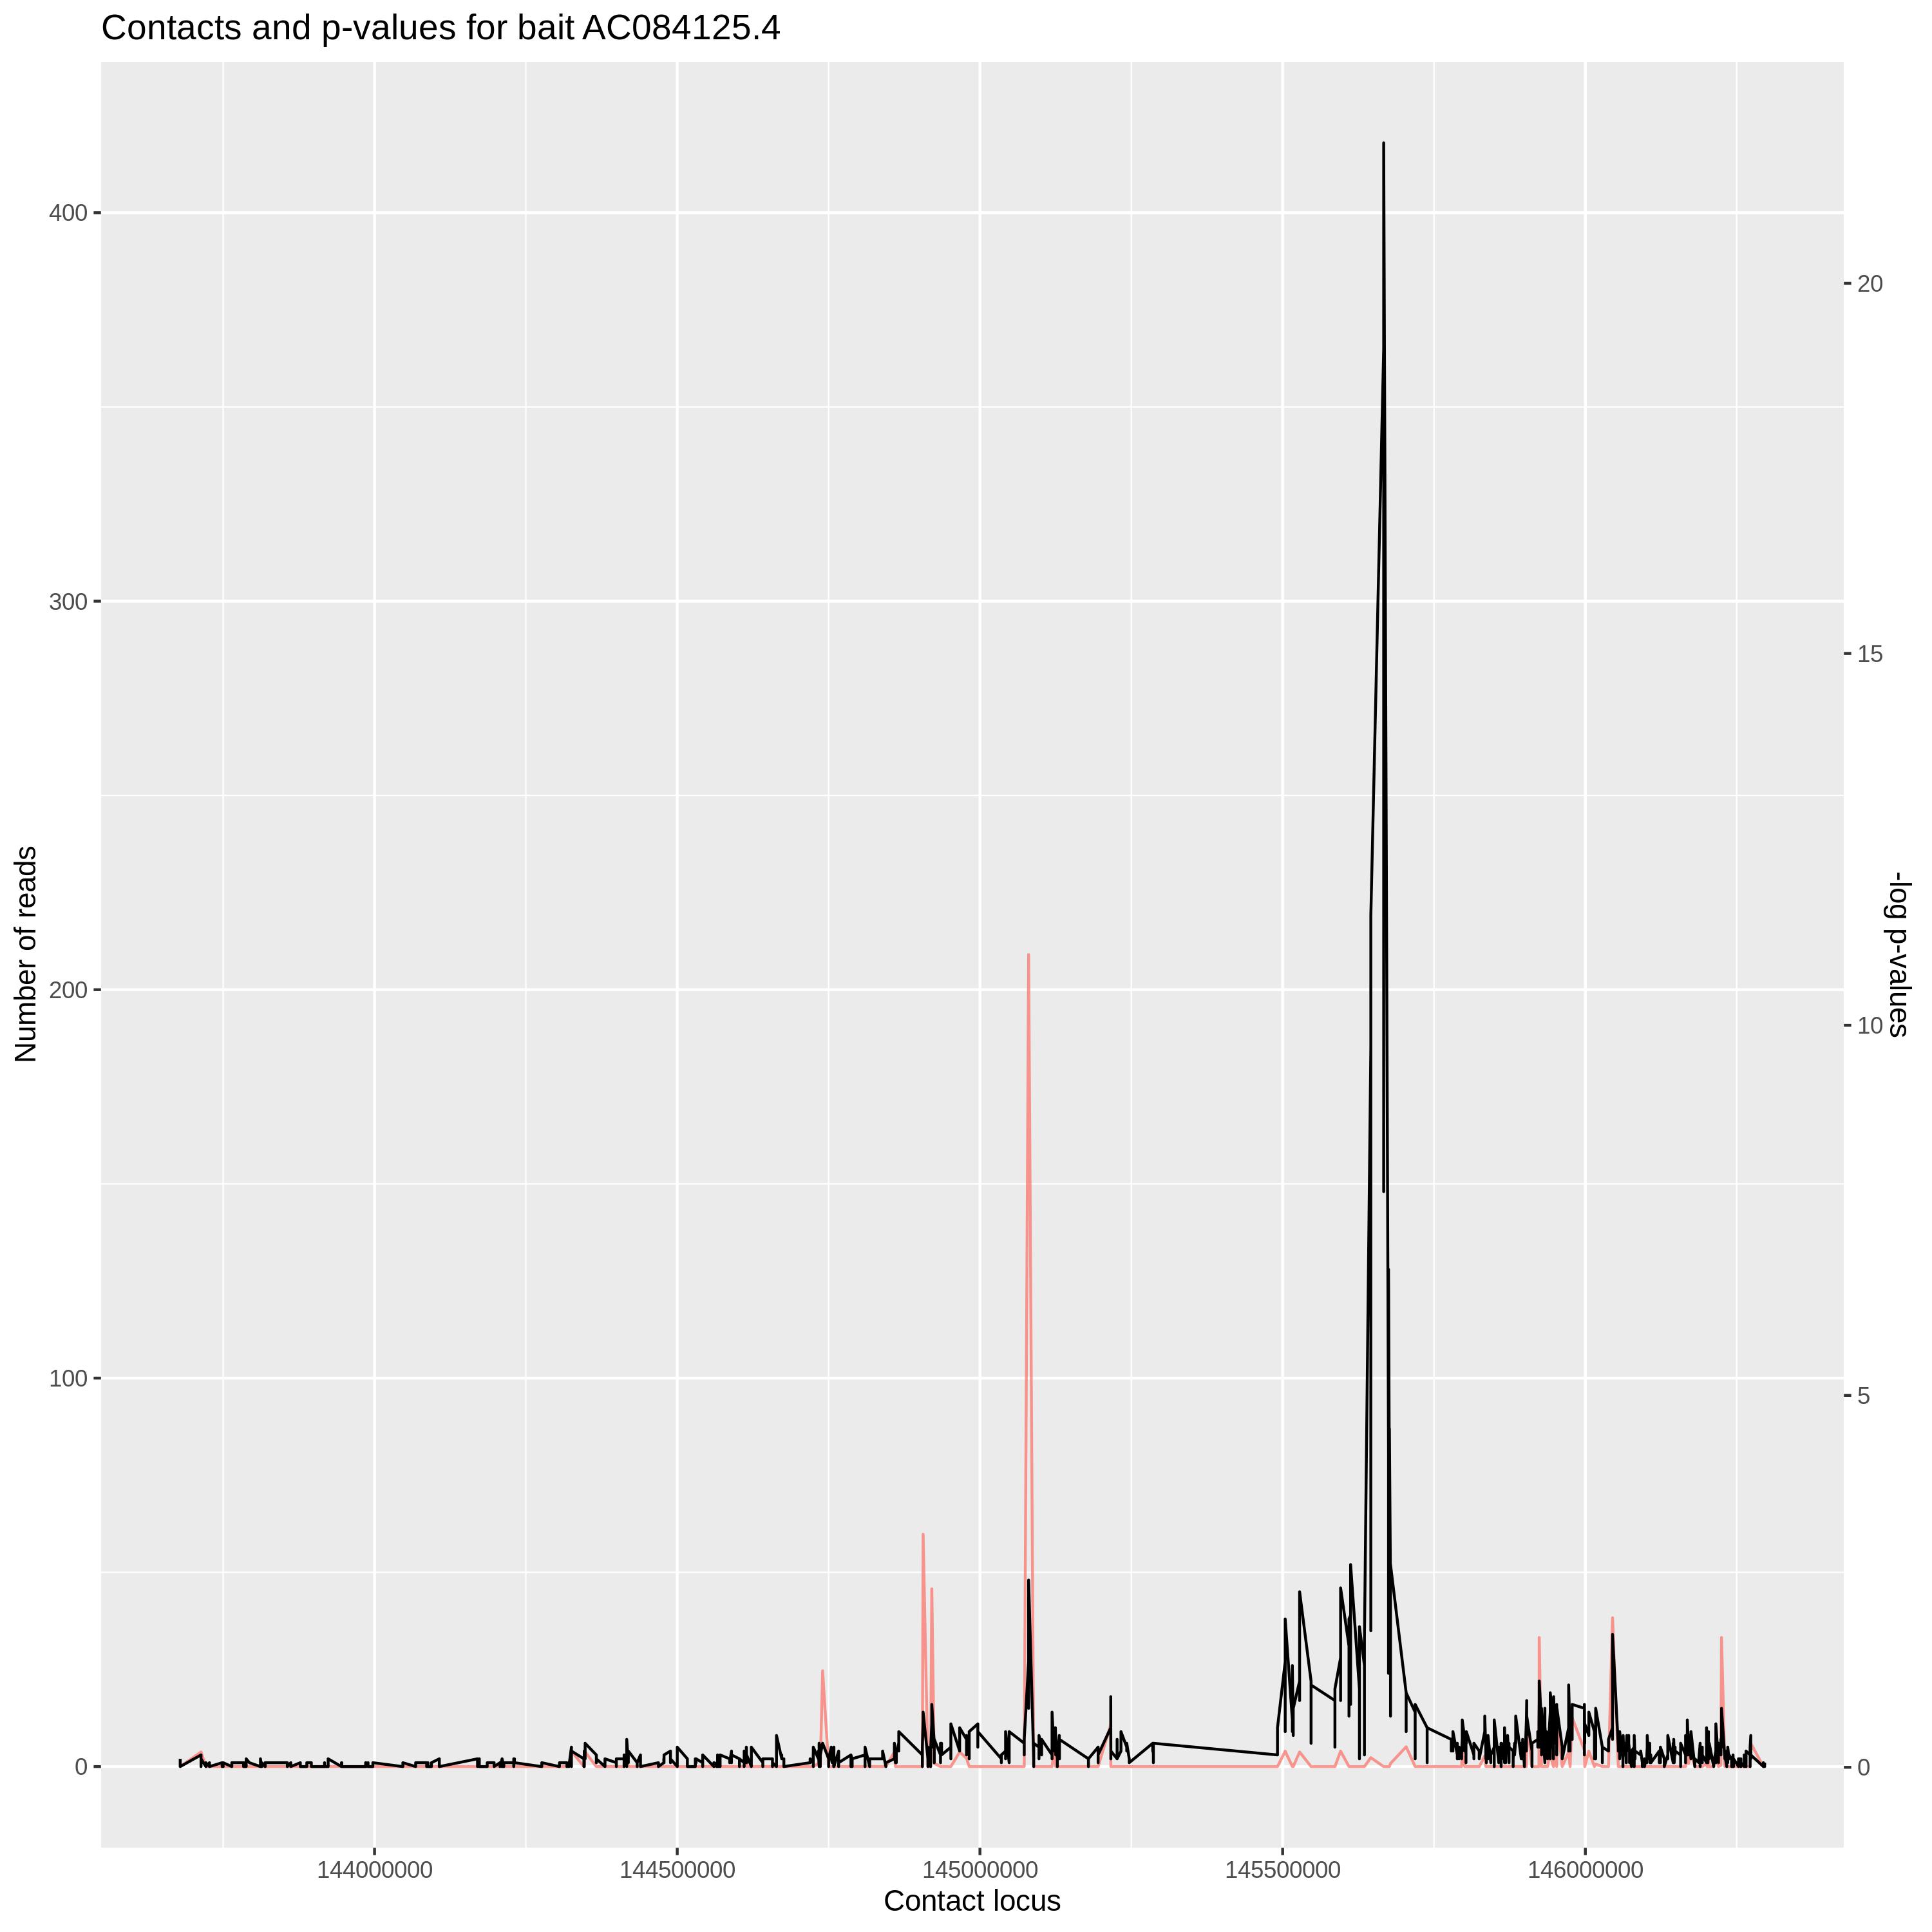 Contacts and p-values for bait AC084125.4
400
300
200
100
0
Number of reads
20
15
10
5
0
-log p-values
144000000 144500000 145000000 145500000 146000000
Contact locus